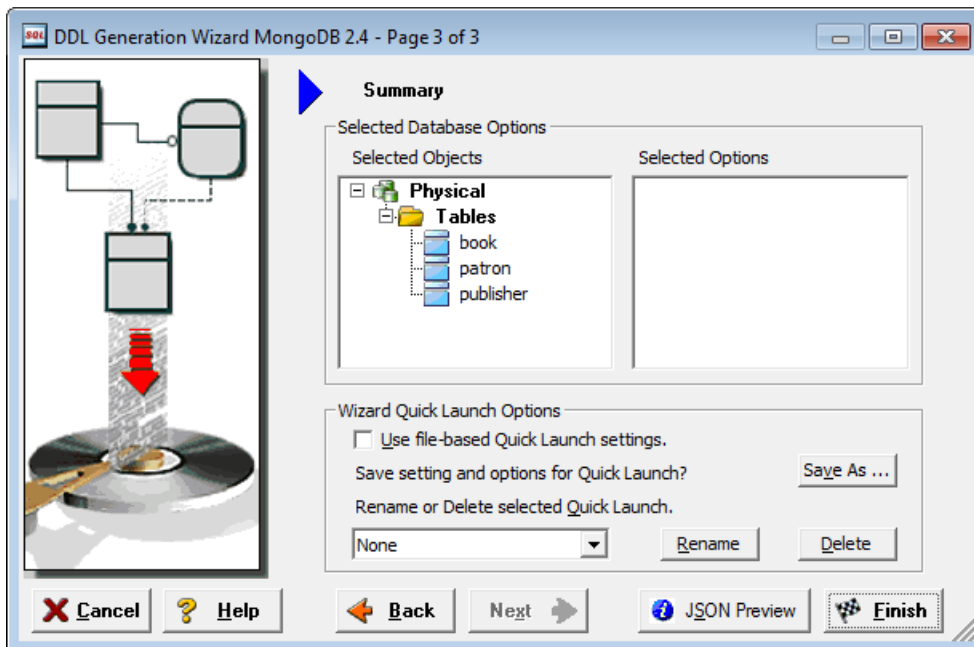 SQL DDL Generation Wizard MongoDB 2.4 - Page 3 of 3
Summary
Selected Database Options
Selected Objects
Selected Options
Physical
Tables
book
patron
publisher
Wizard Quick Launch Options
Use file-based Quick Launch settings.
Save setting and options for Quick Launch?
Save As ...
Rename or Delete selected Quick Launch.
None
Rename
Delete
Cancel
Help
Back
Next
JSON Preview
Finish